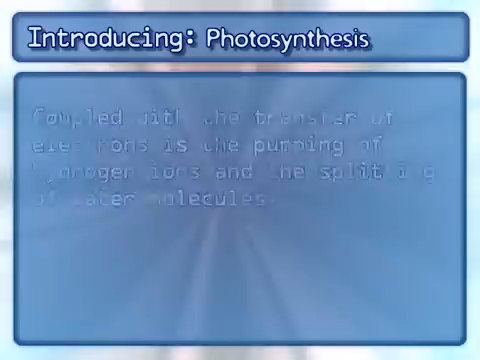 Introducing: Photosynthesis
Coupled with the transfer of
electrons is the pumping of
hydrogen ions and the splitting
of water molecules.